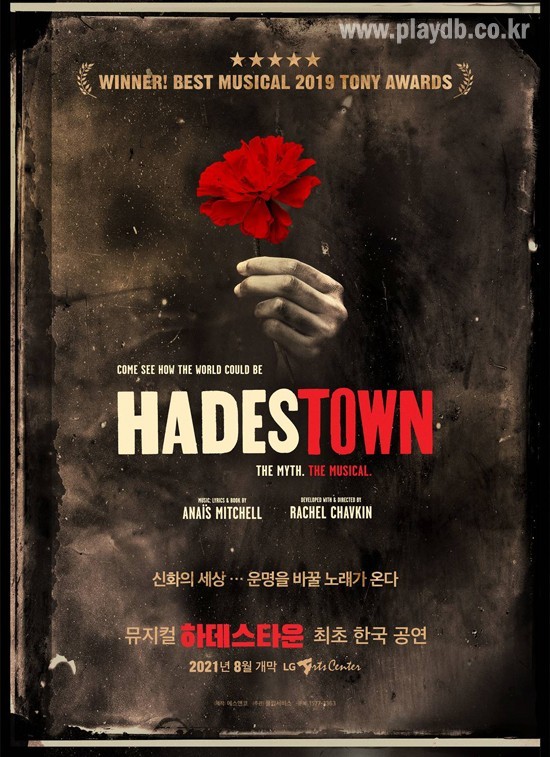 www.playdb.co.kr
WINNER! BEST MUSICAL 2019 TONY AWARDS
COME SEE HOW THE WORLD COULD BE
HADESTOWN
THE MYTH. THE MUSICAL.
MUSIC, LYRICS & BOOK BY
ANAÏS MITCHELL
DEVELOPED WITH & DIRECTED BY
RACHEL CHAVKIN
신화의 세상 … 운명을 바꿀 노래가 온다
뮤지컬 하데스타운 최초 한국 공연
2021년 8월 개막 LG Arts Center